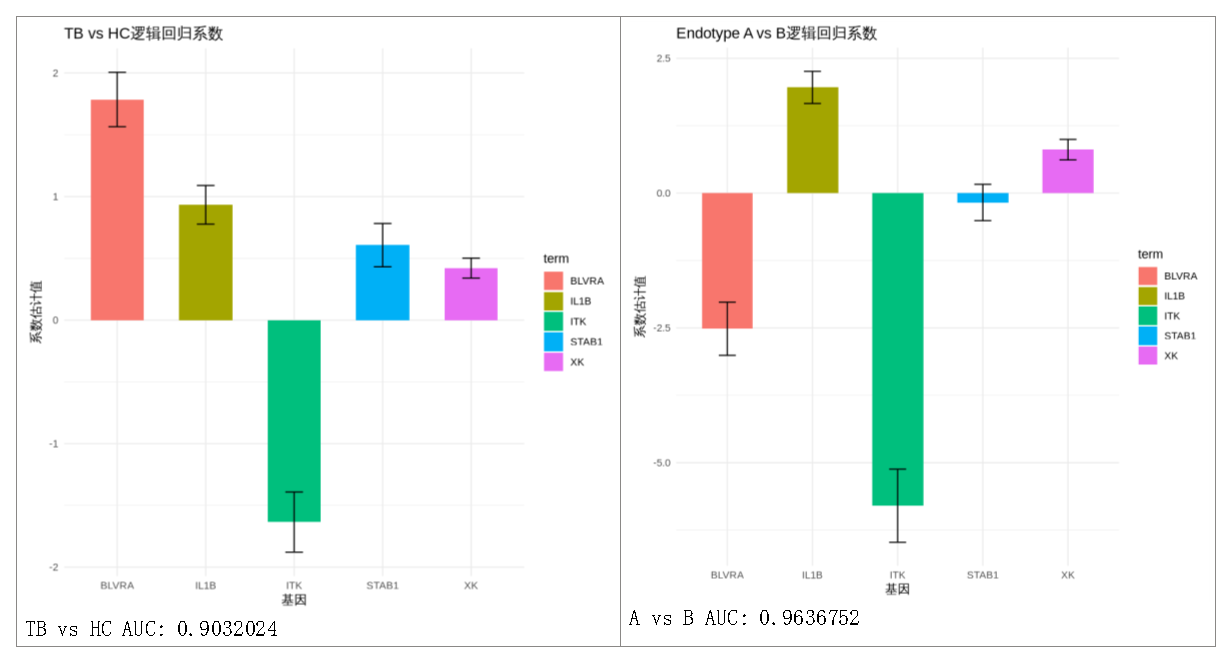 TB vs HC逻辑回归系数
2
1
0
-1
-2
系数估计值
BLVRA
IL1B
ITK
STAB1
XK
基因
term
BLVRA
IL1B
ITK
STAB1
XK
TB vs HC AUC: 0.9032024
Endotype A vs B逻辑回归系数
2.5
0.0
-2.5
-5.0
系数估计值
BLVRA
IL1B
ITK
STAB1
XK
基因
term
BLVRA
IL1B
ITK
STAB1
XK
A vs B AUC: 0.9636752